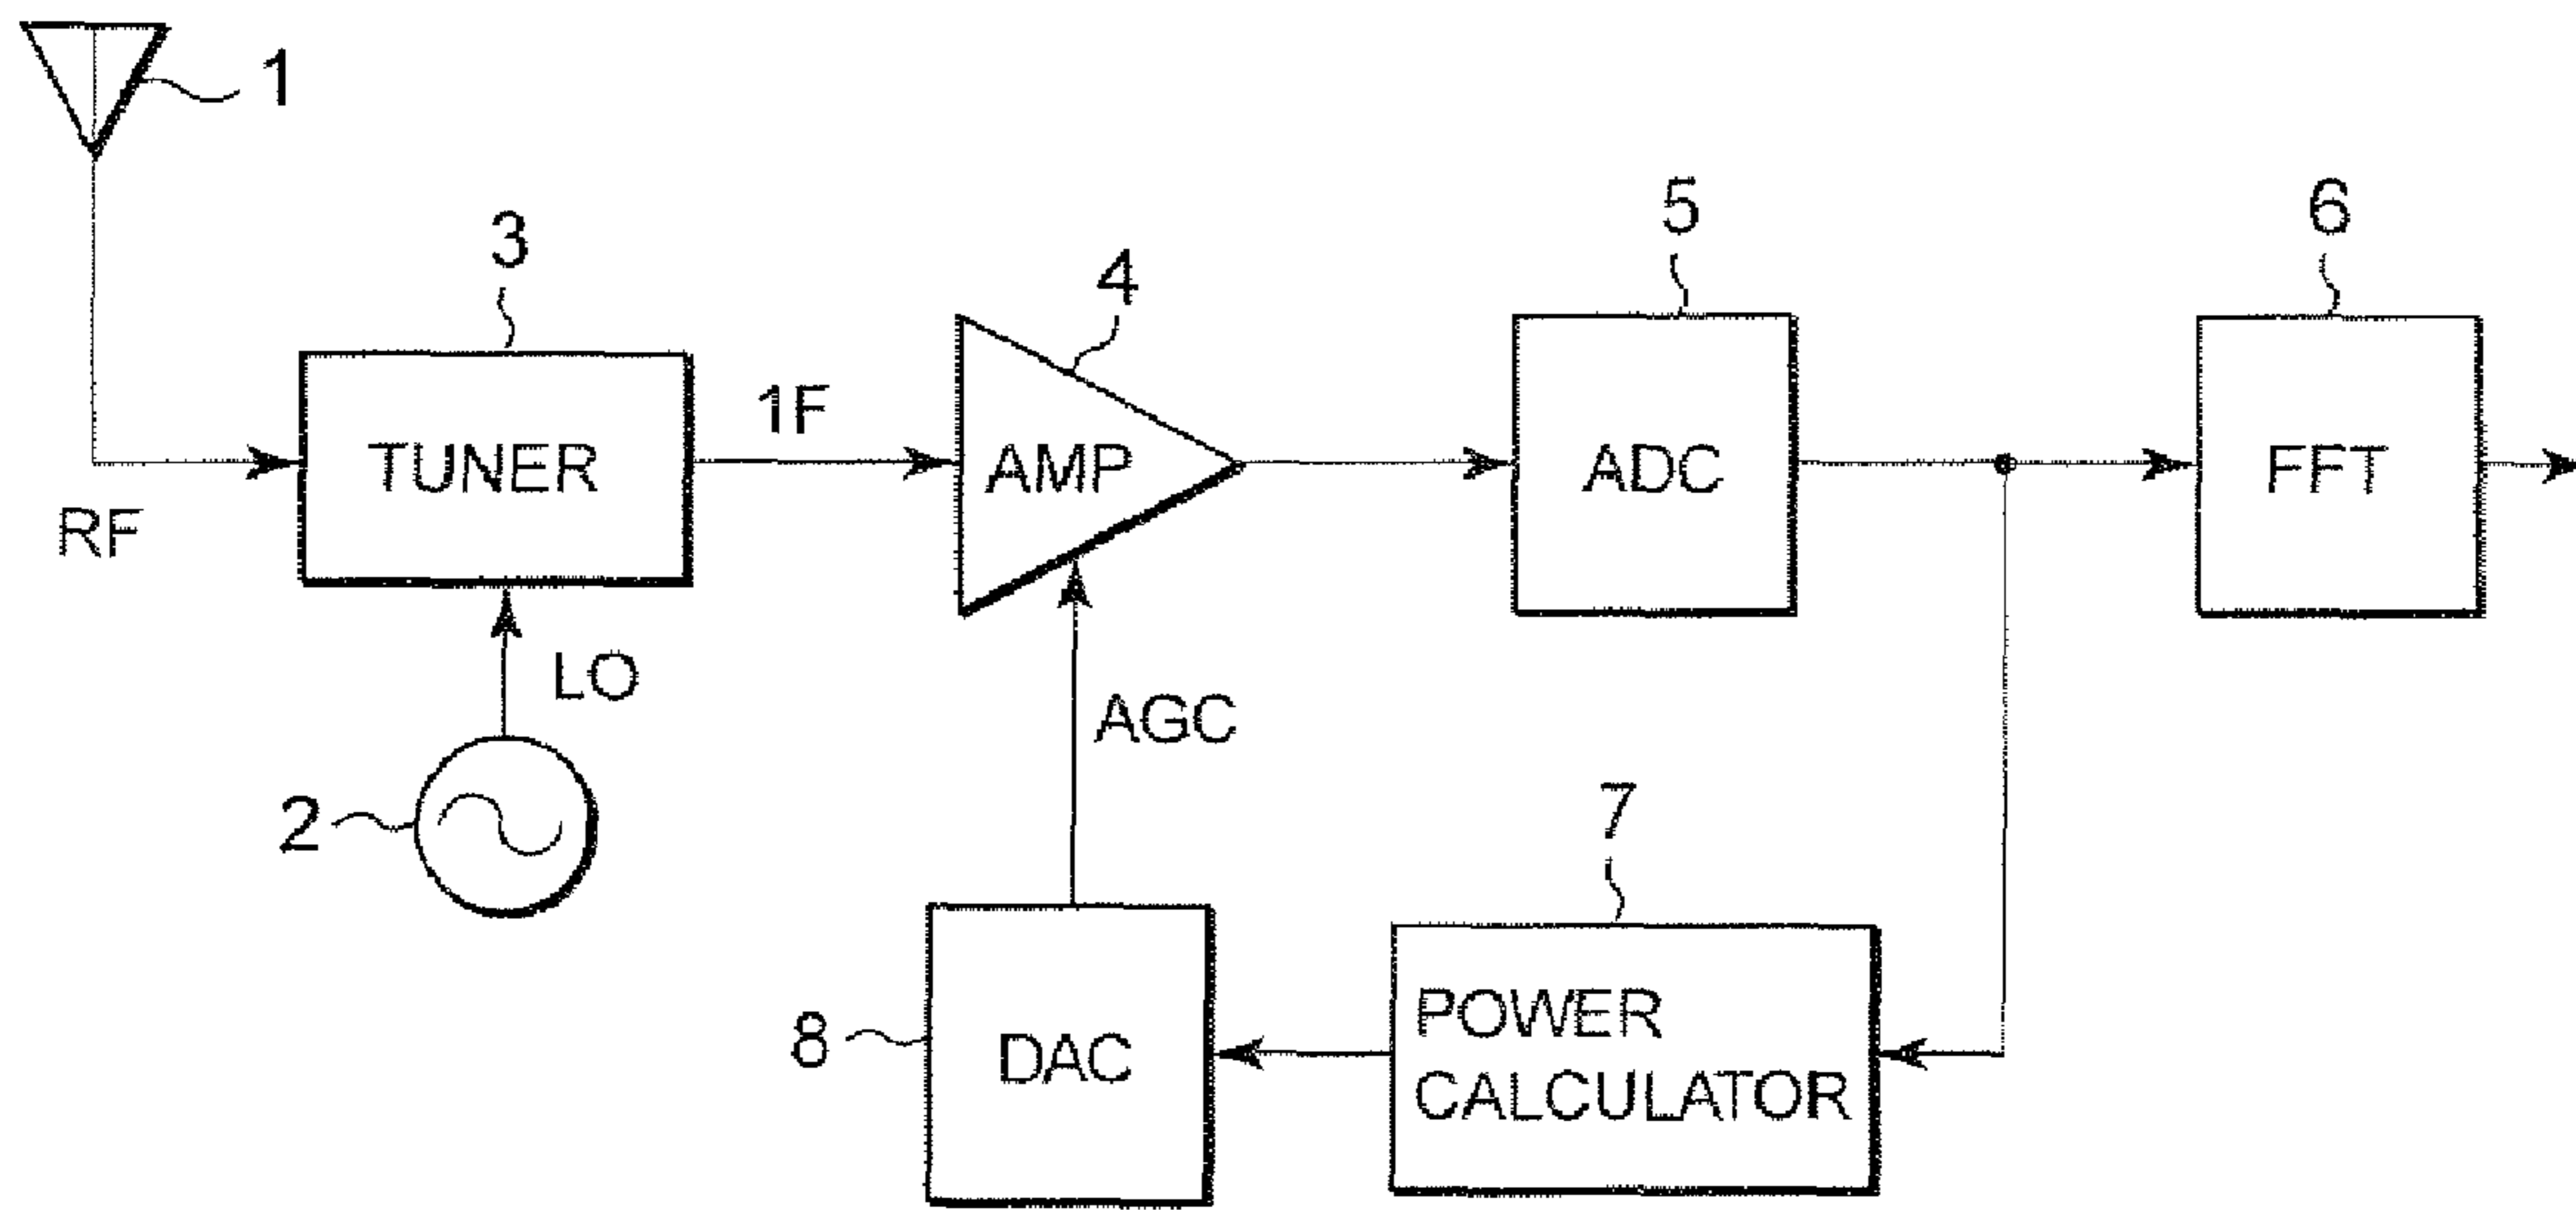 1
5
6
3
4
1F
TUNER
AMP
ADC
FFT
RF
LO
AGC
2
7
8
DAC
POWER
CALCULATOR